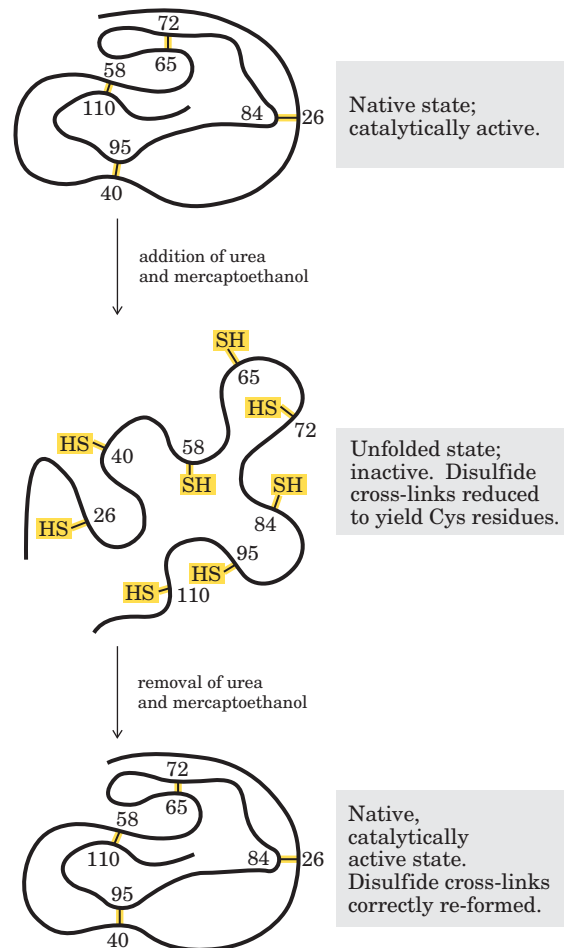 72
58
65
110
84
26
95
40
Native state;
catalytically active.
addition of urea
and mercaptoethanol
SH
65
HS
72
HS
40
58
SH
SH
84
HS
26
HS
95
HS
110
Unfolded state;
inactive. Disulfide
cross-links reduced
to yield Cys residues.
removal of urea
and mercaptoethanol
72
58
65
110
84
26
95
40
Native,
catalytically
active state.
Disulfide cross-links
correctly re-formed.